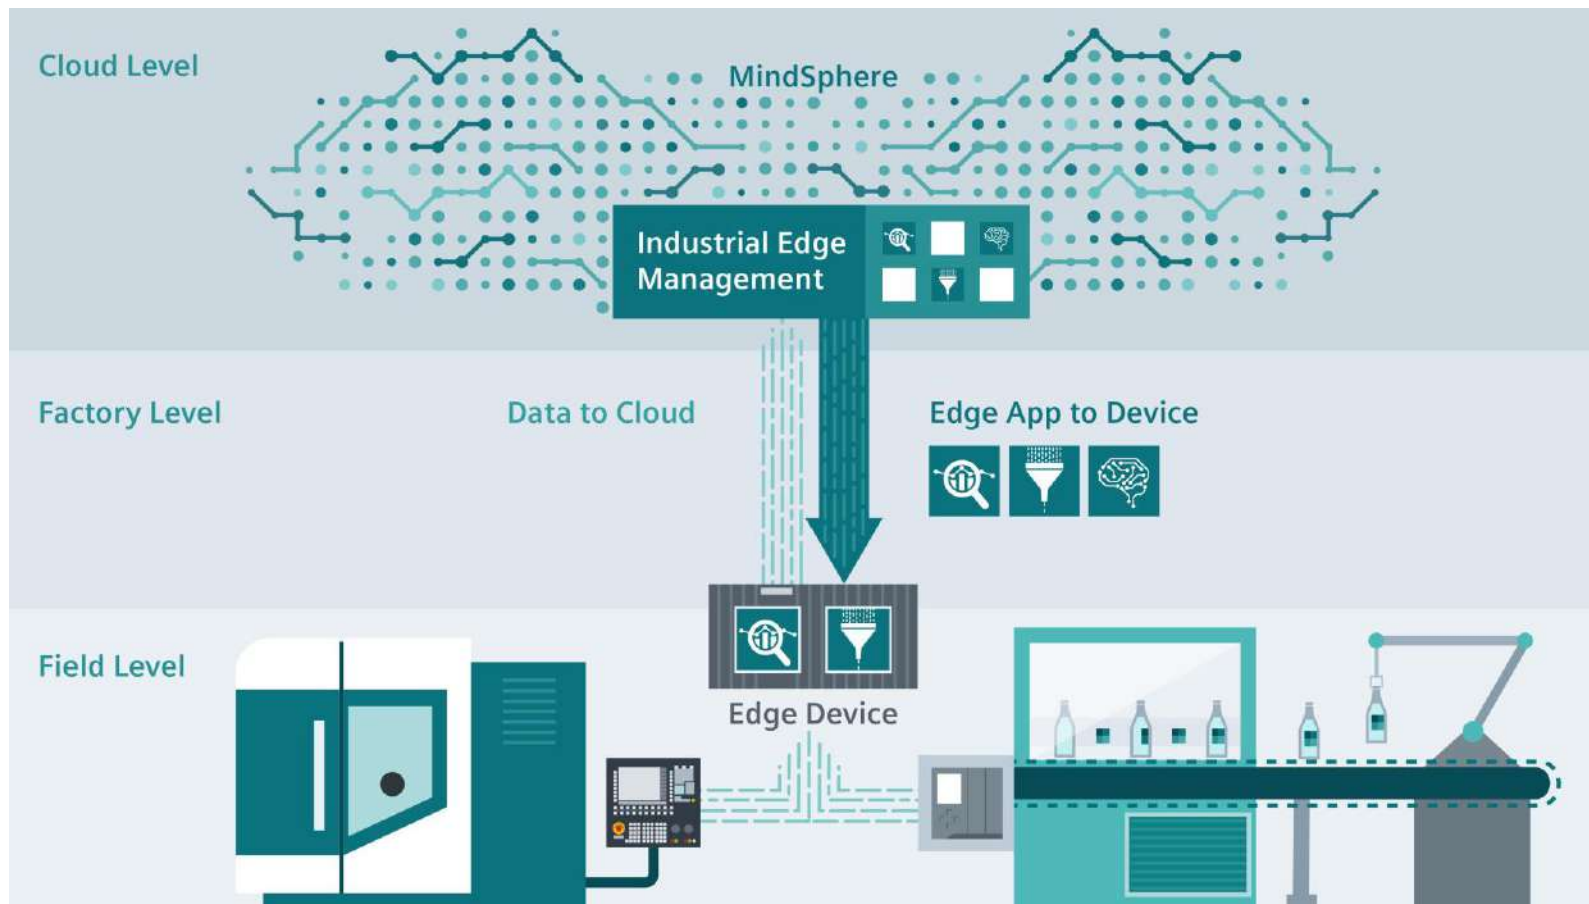 Cloud Level
MindSphere
Industrial Edge
Management
Factory Level
Data to Cloud
Edge App to Device
Field Level
Edge Device